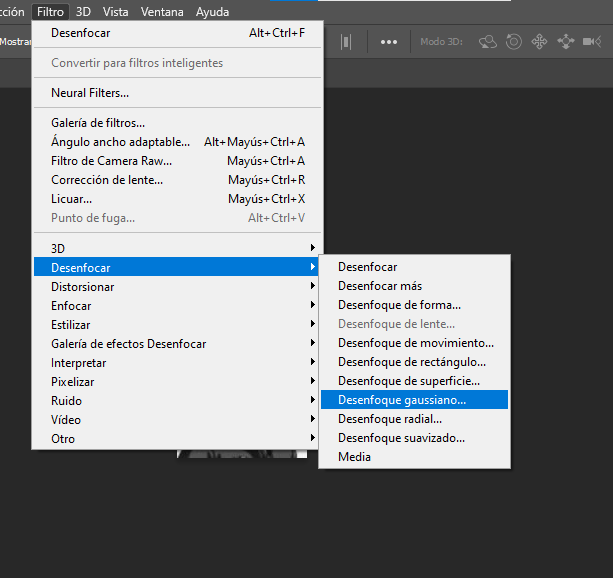 cción Filtro 3D Vista Ventana Ayuda
Mostrar
Modo 3D:
Desenfocar Alt+Ctrl+F
Convertir para filtros inteligentes
Neural Filters...
Galería de filtros...
Ángulo ancho adaptable... Alt+Mayús+Ctrl+A
Filtro de Camera Raw... Mayús+Ctrl+A
Corrección de lente... Mayús+Ctrl+R
Licuar... Mayús+Ctrl+X
Punto de fuga... Alt+Ctrl+V
3D
Desenfocar
Distorsionar
Enfocar
Estilizar
Galería de efectos Desenfocar
Interpretar
Pixelizar
Ruido
Vídeo
Otro
Desenfocar
Desenfocar más
Desenfoque de forma...
Desenfoque de lente...
Desenfoque de movimiento...
Desenfoque de rectángulo...
Desenfoque de superficie...
Desenfoque gaussiano...
Desenfoque radial...
Desenfoque suavizado...
Media